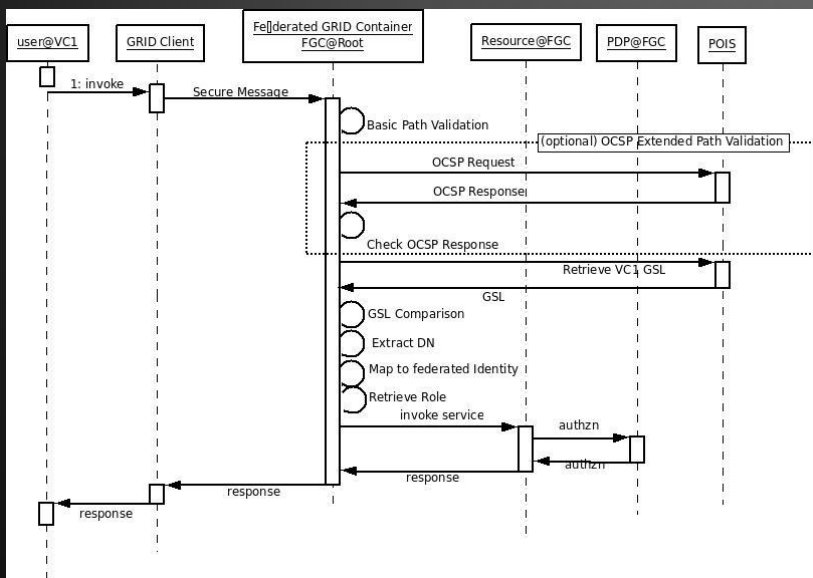 Fe▯derated GRID Container
FGC@Root
user@VC1
GRID Client
Resource@FGC
PDP@FGC
POIS
1: invoke
Secure Message
Basic Path Validation
(optional) OCSP Extended Path Validation
OCSP Request
OCSP Response
Check OCSP Response
Retrieve VC1 GSL
GSL
GSL Comparison
Extract DN
Map to federated Identity
Retrieve Role
invoke service
authzn
authzn
response
response
response